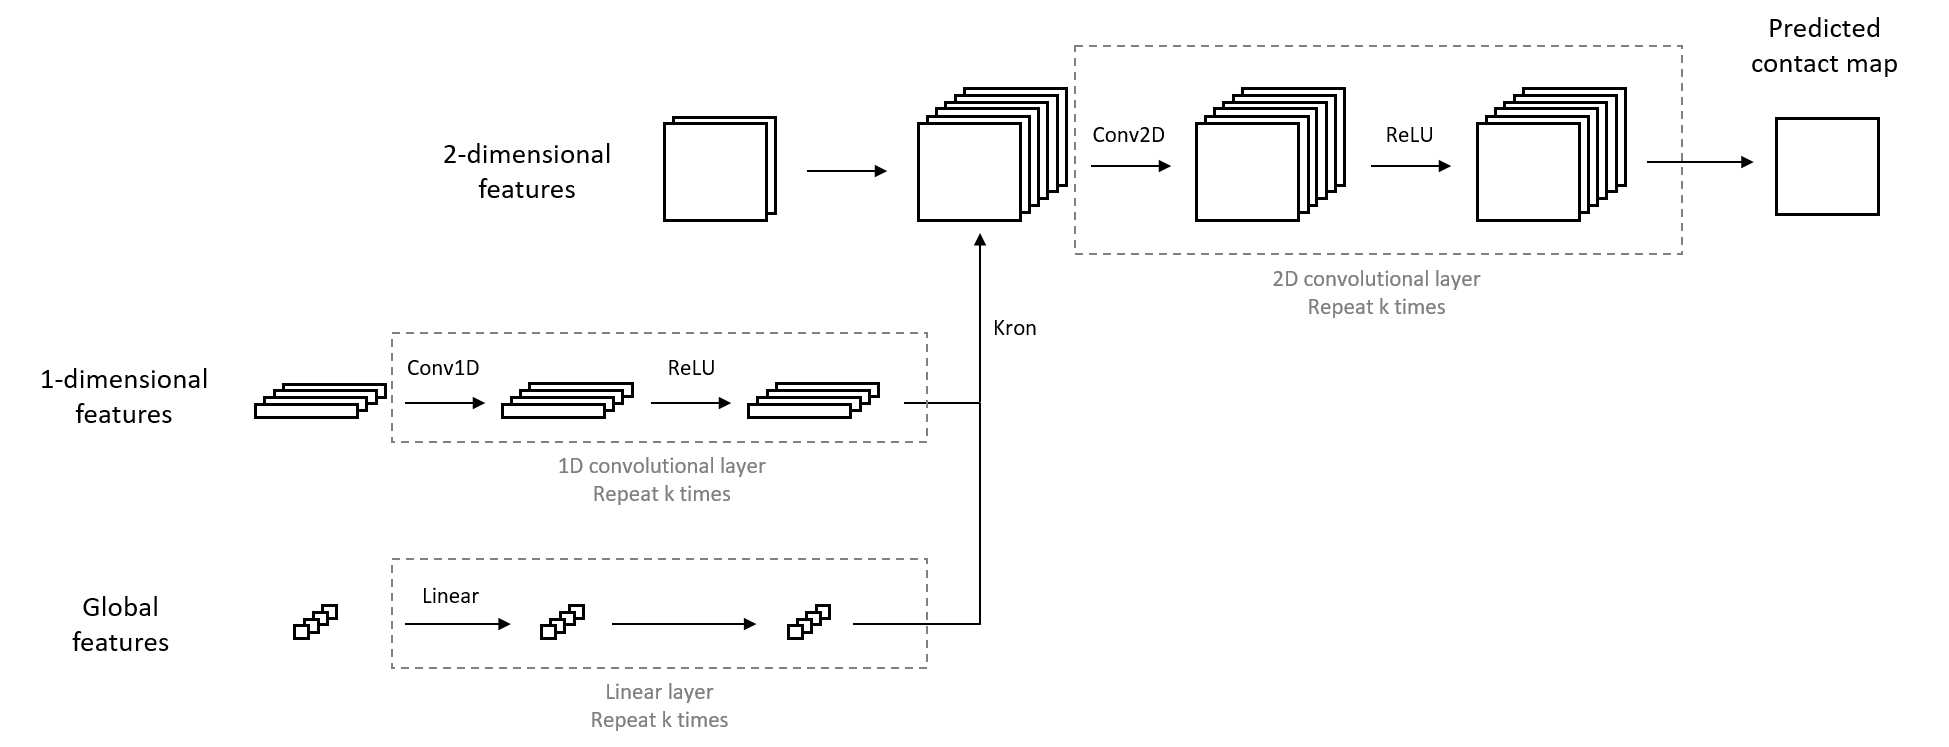 Predicted
contact map
2-dimensional
features
Conv2D
ReLU
2D convolutional layer
Repeat k times
Kron
1-dimensional
features
Conv1D
ReLU
1D convolutional layer
Repeat k times
Global
features
Linear
Linear layer
Repeat k times